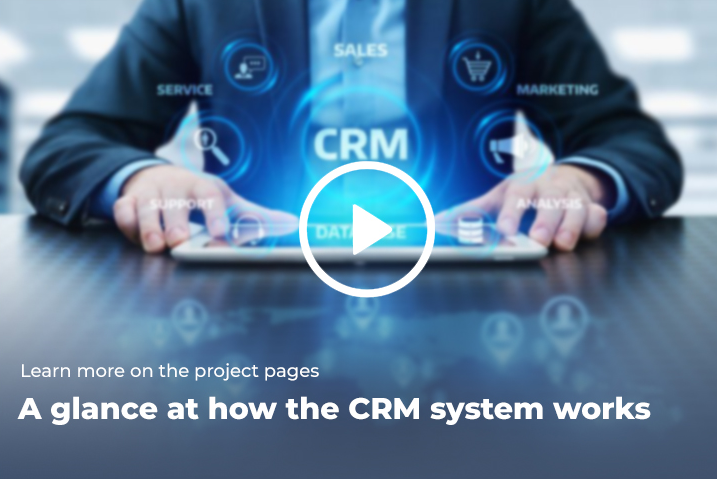 SALES
SERVICE
MARKETING
CRM
SUPPORT
ANALYSIS
Learn more on the project pages
A glance at how the CRM system works